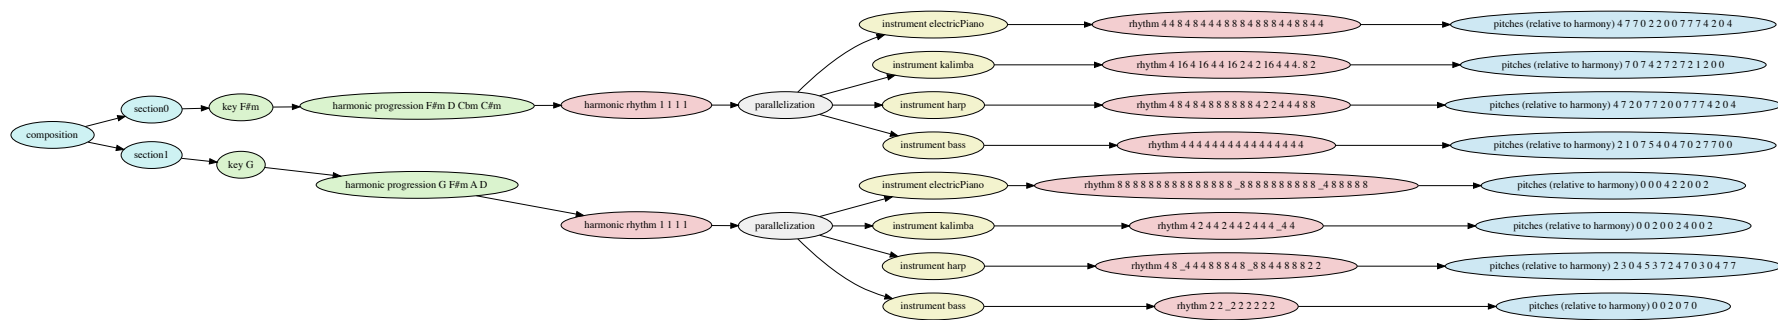 composition
section0
key F#m
harmonic progression F#m D Cbm C#m
harmonic rhythm 1 1 1 1
parallelization
instrument electricPiano
rhythm 4 4 8 4 8 4 4 4 8 8 8 4 8 8 8 4 4 8 8 4 4
pitches (relative to harmony) 4 7 7 0 2 2 0 0 7 7 7 4 2 0 4
instrument kalimba
rhythm 4 16 4 16 4 4 16 2 4 2 16 4 4 4. 8 2
pitches (relative to harmony) 7 0 7 4 2 7 2 7 2 1 2 0 0
instrument harp
rhythm 4 8 4 8 4 8 8 8 8 8 8 4 2 2 4 4 4 8 8
pitches (relative to harmony) 4 7 2 0 7 7 2 0 0 7 7 7 4 2 0 4
instrument bass
rhythm 4 4 4 4 4 4 4 4 4 4 4 4 4 4 4 4
pitches (relative to harmony) 2 1 0 7 5 4 0 4 7 0 2 7 7 0 0
section1
key G
harmonic progression G F#m A D
harmonic rhythm 1 1 1 1
parallelization
instrument electricPiano
rhythm 8 8 8 8 8 8 8 8 8 8 8 8 8 8 8 _8 8 8 8 8 8 8 8 8 8 _4 8 8 8 8 8 8
pitches (relative to harmony) 0 0 0 4 2 2 0 0 2
instrument kalimba
rhythm 4 2 4 4 2 4 4 2 4 4 4 _4 4
pitches (relative to harmony) 0 0 2 0 0 2 4 0 0 2
instrument harp
rhythm 4 8 _4 4 4 8 8 8 4 8 _8 8 4 4 8 8 8 2 2
pitches (relative to harmony) 2 3 0 4 5 3 7 2 4 7 0 3 0 4 7 7
instrument bass
rhythm 2 2 _2 2 2 2 2 2
pitches (relative to harmony) 0 0 2 0 7 0